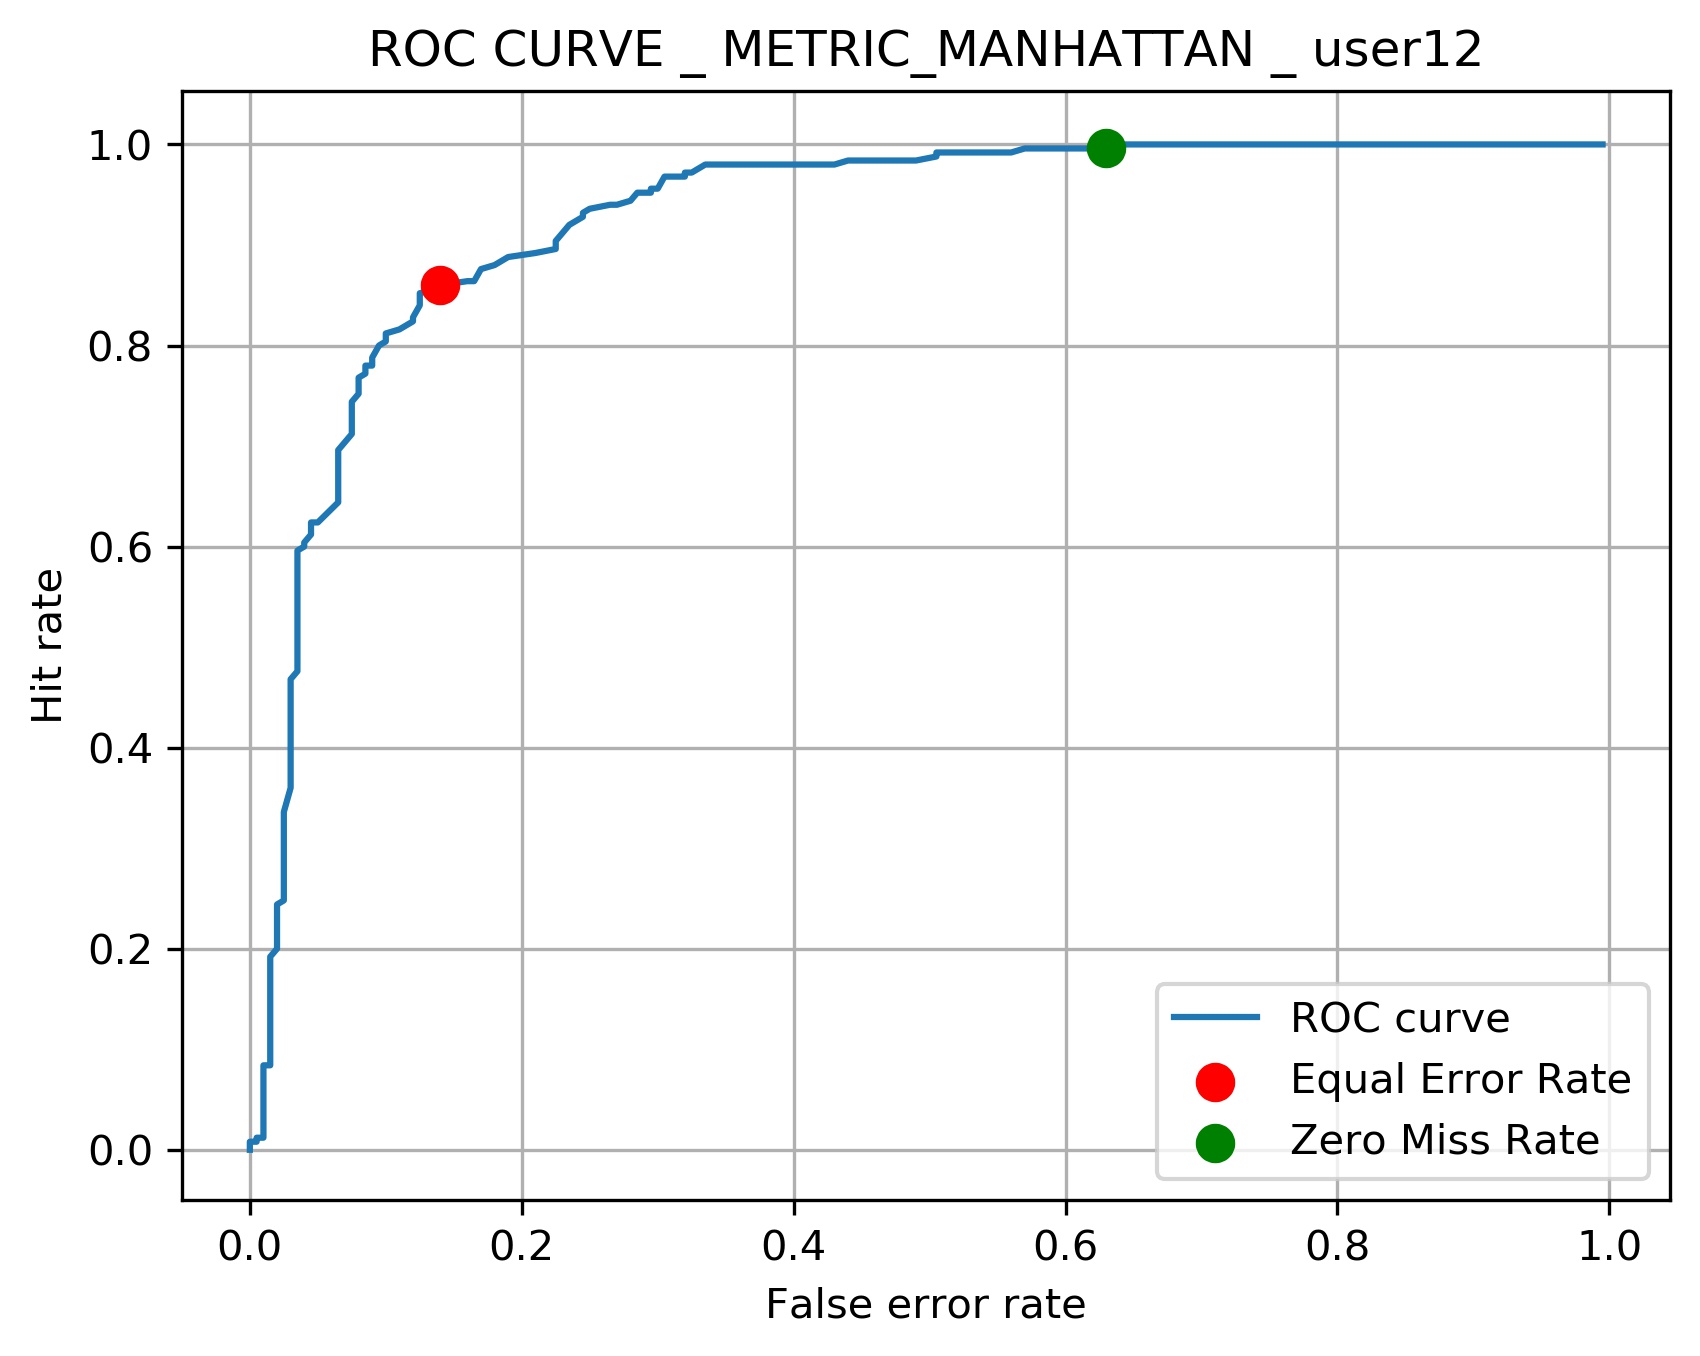 ROC CURVE _ METRIC_MANHATTAN _ user12
1.0
0.8
0.6
0.4
0.2
0.0
Hit rate
ROC curve
Equal Error Rate
Zero Miss Rate
0.0 0.2 0.4 0.6 0.8 1.0
False error rate